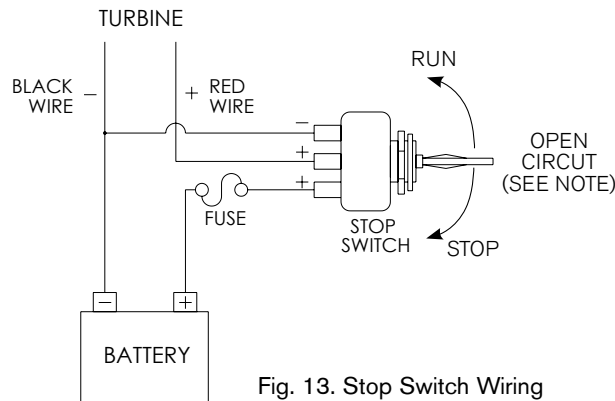 TURBINE
BLACK
WIRE
−
+
RED
WIRE
RUN
−
+
+
OPEN
CIRCUT
(SEE NOTE)
FUSE
STOP
SWITCH
STOP
−
+
BATTERY
Fig. 13. Stop Switch Wiring